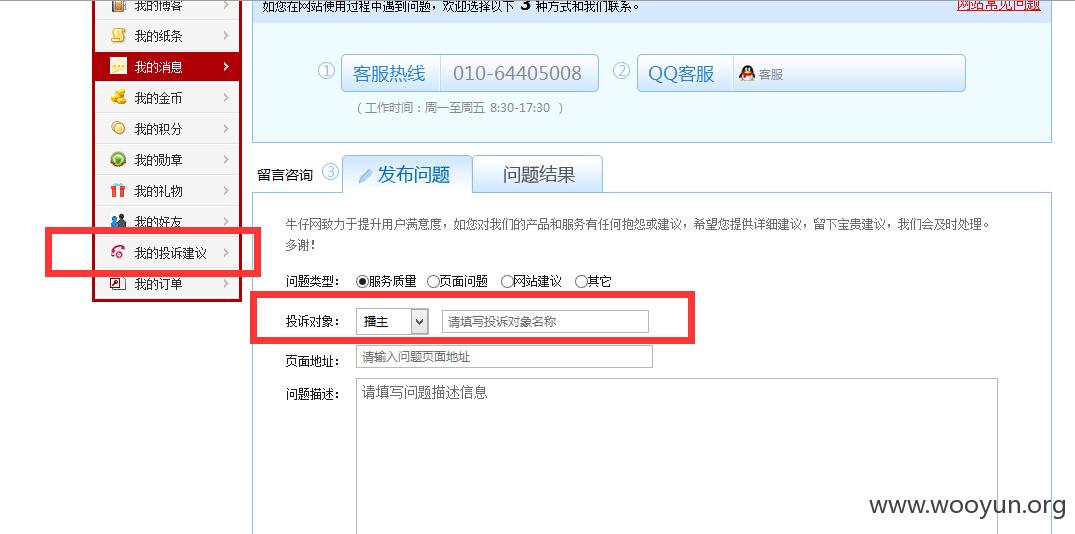 我的博客
我的纸条
我的消息
我的金币
我的积分
我的勋章
我的礼物
我的好友
我的投诉建议
我的订单
如您在网站使用过程中遇到问题，欢迎选择以下 3 种方式和我们联系。
网站常见问题
① 客服热线 010-64405008 ② QQ客服 客服
（工作时间：周一至周五 8:30-17:30 ）
留言咨询 ③ 发布问题 问题结果
牛仔网致力于提升用户满意度，如您对我们的产品和服务有任何抱怨或建议，希望您提供详细建议，留下宝贵建议，我们会及时处理。
多谢！
问题类型： 服务质量 页面问题 网站建议 其它
投诉对象： 播主 请填写投诉对象名称
页面地址： 请输入问题页面地址
问题描述： 请填写问题描述信息
www.wooyun.org